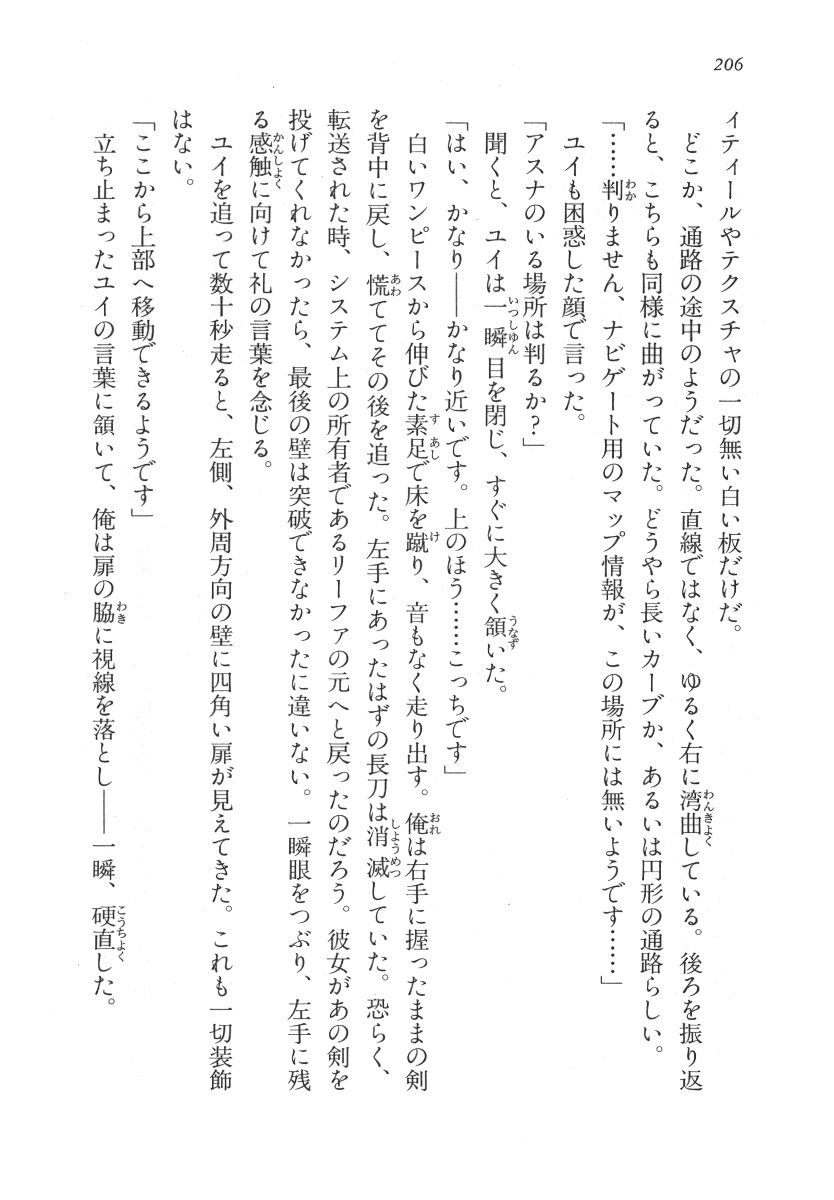 206
ィティールやテクスチャの一切無い白い板だけだ。
どこか、通路の途中のようだった。直線ではなく、ゆるく右に湾曲している。後ろを振り返
ると、こちらも同様に曲がっていた。どうやら長いカーブか、あるいは円形の通路らしい。
「……判りません、ナビゲート用のマップ情報が、この場所には無いようです……」
ユイも困惑した顔で言った。
「アスナのいる場所は判るか?」
聞くと、ユイは一瞬目を閉じ、すぐに大きく頷いた。
「はい、かなり――かなり近いです。上のほう……こっちです」
白いワンピースから伸びた素足で床を蹴り、音もなく走り出す。俺は右手に握ったままの剣
を背中に戻し、慌ててその後を追った。左手にあったはずの長刀は消滅していた。恐らく、
転送された時、システム上の所有者であるリーファの元へと戻ったのだろう。彼女があの剣を
投げてくれなかったら、最後の壁は突破できなかったに違いない。一瞬眼をつぶり、左手に残
る感触に向けて礼の言葉を念じる。
ユイを追って数十秒走ると、左側、外周方向の壁に四角い扉が見えてきた。これも一切装飾
はない。
「ここから上部へ移動できるようです」
立ち止まったユイの言葉に頷いて、俺は扉の脇に視線を落とし――一瞬、硬直した。